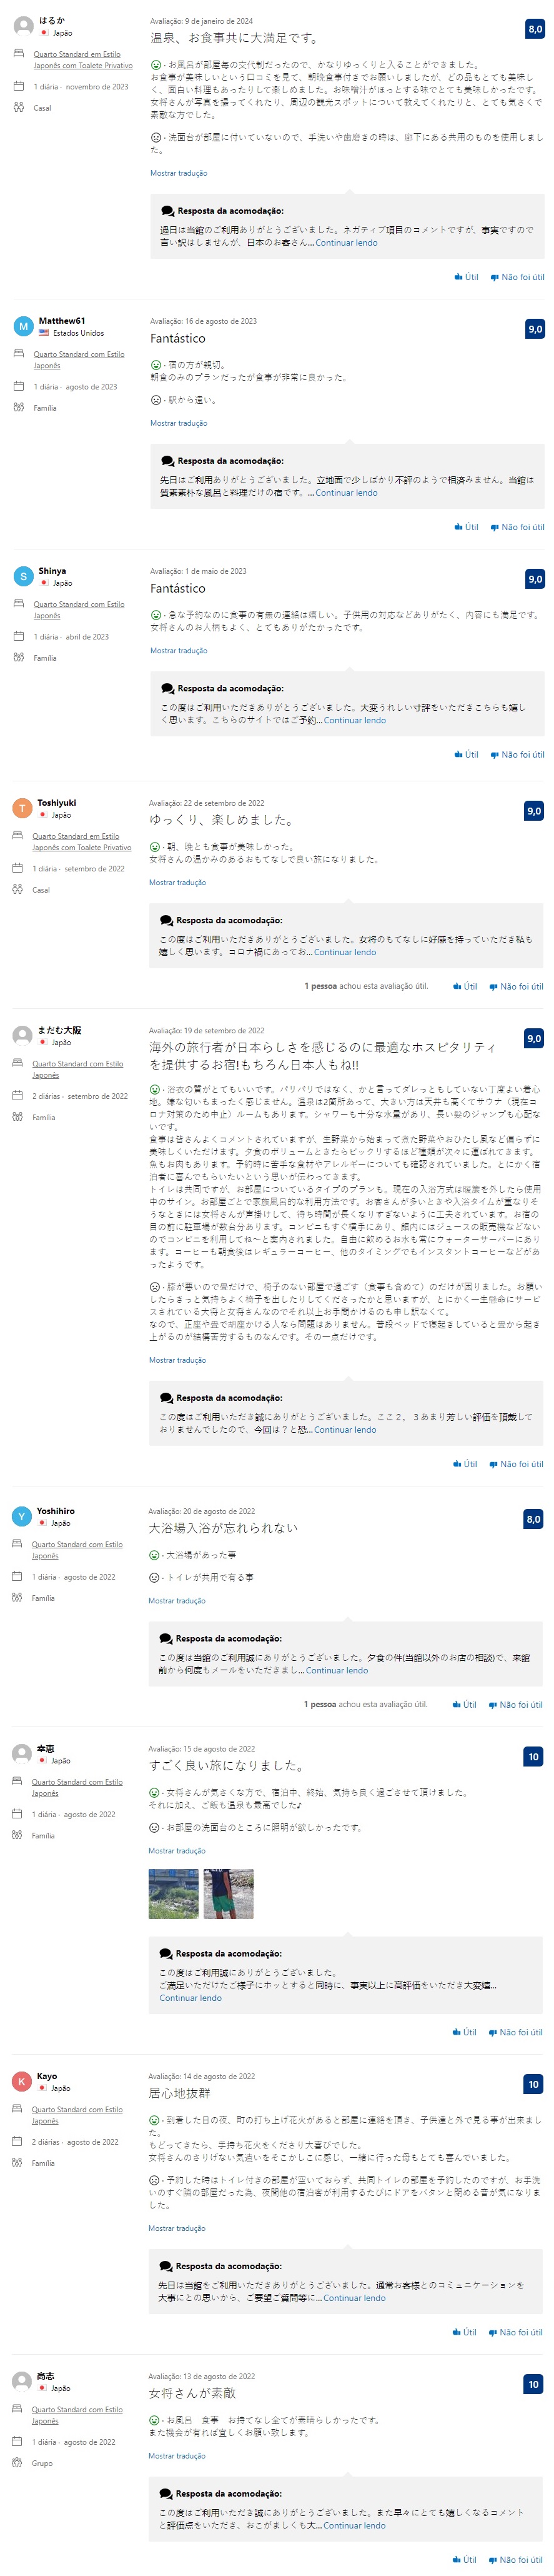 はるか
Japão
Quarto Standard em Estilo
Japonês com Toalete Privativo
1 diária · novembro de 2023
Casal
Avaliação: 9 de janeiro de 2024
8,0
温泉、お食事共に大満足です。
· お風呂が部屋毎の交代制だったので、かなりゆっくりと入ることができました。
お食事が美味しいという口コミを見て、朝晩食事付きでお願いしましたが、どの品もとても美味し
く、面白い料理もあったりして楽しめました。お味噌汁がほっとする味でとても美味しかったです。
女将さんが写真を撮ってくれたり、周辺の観光スポットについて教えてくれたりと、とても気さくで
素敵な方でした。
· 洗面台が部屋に付いていないので、手洗いや歯磨きの時は、廊下にある共用のものを使用しまし
た。
Mostrar tradução
Resposta da acomodação:
過日は当館のご利用ありがとうございました。ネガティブ項目のコメントですが、事実ですので
言い訳はしませんが、日本のお客さん... Continuar lendo
Útil
Não foi útil
M
Matthew61
Estados Unidos
Quarto Standard com Estilo
Japonês
1 diária · agosto de 2023
Família
Avaliação: 16 de agosto de 2023
9,0
Fantástico
· 宿の方が親切。
朝食のみのプランだったが食事が非常に良かった。
· 駅から遠い。
Mostrar tradução
Resposta da acomodação:
先日はご利用ありがとうございました。立地面で少しばかり不評のようで相済みません。当館は
質素素朴な風呂と料理だけの宿です。... Continuar lendo
Útil
Não foi útil
S
Shinya
Japão
Quarto Standard com Estilo
Japonês
1 diária · abril de 2023
Família
Avaliação: 1 de maio de 2023
9,0
Fantástico
· 急な予約なのに食事の有無の連絡は嬉しい。子供用の対応などありがたく、内容にも満足です。
女将さんのお人柄もよく、とてもありがたかったです。
Mostrar tradução
Resposta da acomodação:
この度はご利用いただきありがとうございました。大変うれしい寸評をいただきこちらも嬉し
く思います。こちらのサイトではご予約... Continuar lendo
Útil
Não foi útil
T
Toshiyuki
Japão
Quarto Standard em Estilo
Japonês com Toalete Privativo
1 diária · setembro de 2022
Casal
Avaliação: 22 de setembro de 2022
9,0
ゆっくり、楽しめました。
· 朝、晩とも食事が美味しかった。
女将さんの温かみのあるおもてなしで良い旅になりました。
Mostrar tradução
Resposta da acomodação:
この度はご利用いただきありがとうございました。女将のもてなしに好感を持っていただき私も
嬉しく思います。コロナ禍にあってお... Continuar lendo
1 pessoa achou esta avaliação útil.
Útil
Não foi útil
まだむ大阪
Japão
Quarto Standard com Estilo
Japonês
2 diárias · setembro de 2022
Família
Avaliação: 19 de setembro de 2022
9,0
海外の旅行者が日本らしさを感じるのに最適なホスピタリティ
を提供するお宿!もちろん日本人もね!!
· 浴衣の質がとてもいいです。パリパリではなく、かと言ってダレっともしていない丁度よい着心
地。嫌な匂いもまったく感じません。温泉は2箇所あって、大きい方は天井も高くてサウナ（現在コ
ロナ対策のため中止）ルームもあります。シャワーも十分な水量があり、長い髪のジャンプも心配な
いです。
食事は皆さんよくコメントされていますが、生野菜から始まって煮た野菜やおひたし風など偏らずに
美味しくいただけます。夕食のボリュームときたらビックリするほど種類が次々に運ばれてきます。
魚もお肉もあります。予約時に苦手な食材やアレルギーについても確認されていました。とにかく宿
泊者に喜んでもらいたいという思いが伝わってきます。
トイレは共同ですが、お部屋についているタイプのプランも。現在の入浴方式は暖簾を外したら使用
中のサイン。お部屋ごとで家族風呂的な利用方法です。お客さんが多いときや入浴タイムが重なりそ
うなときには女将さんが声掛けして、待ち時間が長くなりすぎないように工夫されています。お宿の
目の前に駐車場が数台分あります。コンビニもすぐ横手にあり、館内にはジュースの販売機などない
のでコンビニを利用してね～と案内されました。自由に飲めるお水も常にウォーターサーバーにあり
ます。コーヒーも朝食後はレギュラーコーヒー、他のタイミングでもインスタントコーヒーなどがあ
ったようです。
· 膝が悪いので畳だけで、椅子のない部屋で過ごす（食事も含めて）のだけが困りました。お願い
したらさっと気持ちよく椅子を出したりしてくださったかと思いますが、とにかく一生懸命にサービ
スされている大将と女将さんなのでそれ以上お手間かけるのも申し訳なくて。
なので、正座や畳で胡座かける人なら問題はありません。普段ベッドで寝起きしていると畳から起き
上がるのが結構苦労するものなんです。その一点だけです。
Mostrar tradução
Resposta da acomodação:
この度はご利用いただき誠にありがとうございました。ここ２，３あまり芳しい評価を頂戴して
おりませんでしたので、今回は？と恐... Continuar lendo
Útil
Não foi útil
Y
Yoshihiro
Japão
Quarto Standard com Estilo
Japonês
1 diária · agosto de 2022
Família
Avaliação: 20 de agosto de 2022
8,0
大浴場入浴が忘れられない
· 大浴場があった事
· トイレが共用で有る事
Mostrar tradução
Resposta da acomodação:
この度は当館のご利用誠にありがとうございました。夕食の件(当館以外のお店の相談)で、来館
前から何度もメールをいただきまし... Continuar lendo
1 pessoa achou esta avaliação útil.
Útil
Não foi útil
幸恵
Japão
Quarto Standard com Estilo
Japonês
1 diária · agosto de 2022
Família
Avaliação: 15 de agosto de 2022
10
すごく良い旅になりました。
· 女将さんが気さくな方で、宿泊中、終始、気持ち良く過ごさせて頂けました。
それに加え、ご飯も温泉も最高でした♪
· お部屋の洗面台のところに照明が欲しかったです。
Mostrar tradução
Resposta da acomodação:
この度はご利用誠にありがとうございました。
ご満足いただけたご様子にホッとすると同時に、事実以上に高評価をいただき大変嬉...
Continuar lendo
Útil
Não foi útil
K
Kayo
Japão
Quarto Standard com Estilo
Japonês
2 diárias · agosto de 2022
Família
Avaliação: 14 de agosto de 2022
10
居心地抜群
· 到着した日の夜、町の打ち上げ花火があると部屋に連絡を頂き、子供達と外で見る事が出来まし
た。
もどってきたら、手持ち花火をくださり大喜びでした。
女将さんのさりげない気遣いをそこかしこに感じ、一緒に行った母もとても喜んでいました。
· 予約した時はトイレ付きの部屋が空いておらず、共同トイレの部屋を予約したのですが、お手洗
いのすぐ隣の部屋だった為、夜間他の宿泊客が利用するたびにドアをバタンと閉める音が気になりま
した。
Mostrar tradução
Resposta da acomodação:
先日は当館をご利用いただきありがとうございました。通常お客様とのコミュニケーションを
大事にとの思いから、ご要望ご質問等に... Continuar lendo
Útil
Não foi útil
高志
Japão
Quarto Standard com Estilo
Japonês
1 diária · agosto de 2022
Grupo
Avaliação: 13 de agosto de 2022
10
女将さんが素敵
· お風呂　食事　お持てなし全てが素晴らしかったです。
また機会が有れば宜しくお願い致します。
Mostrar tradução
Resposta da acomodação:
この度はご利用いただき誠にありがとうございました。また早々にとても嬉しくなるコメント
と評価点をいただき、おこがましくも大... Continuar lendo
Útil
Não foi útil